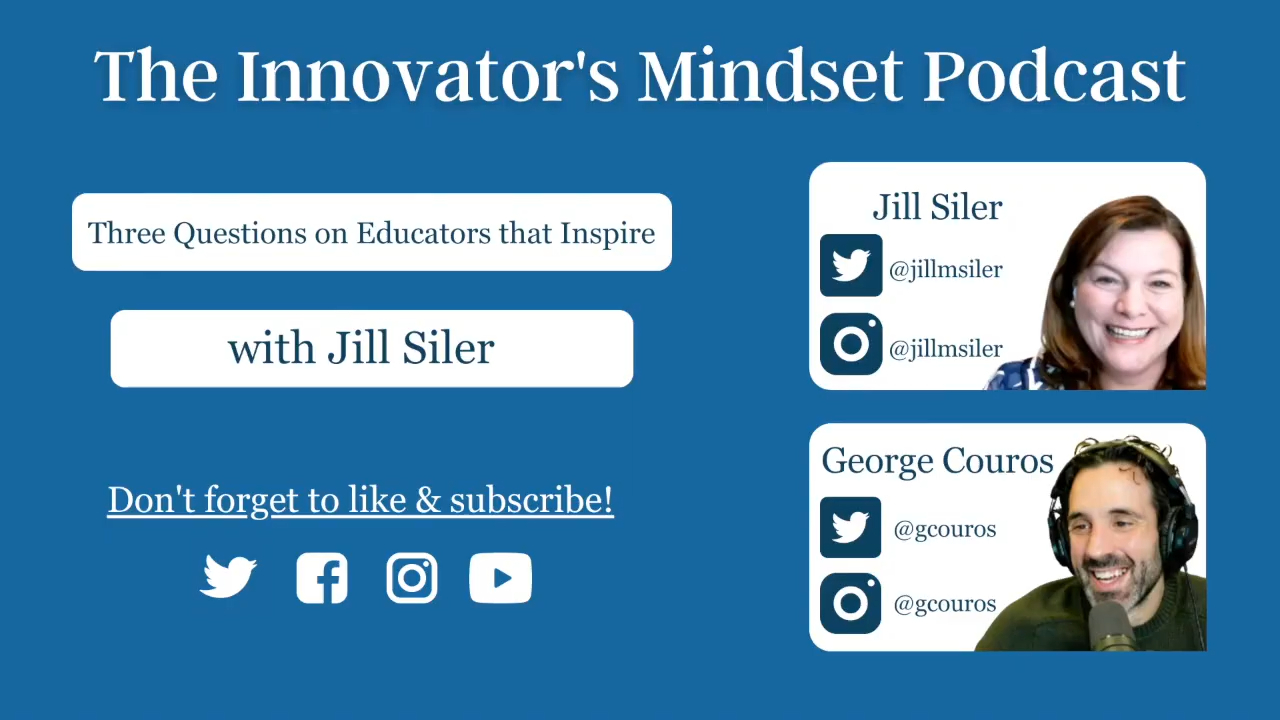 The Innovator's Mindset Podcast
Three Questions on Educators that Inspire
with Jill Siler
Don't forget to like & subscribe!
Jill Siler
@jillmsiler
@jillmsiler
George Couros
@gcouros
@gcouros